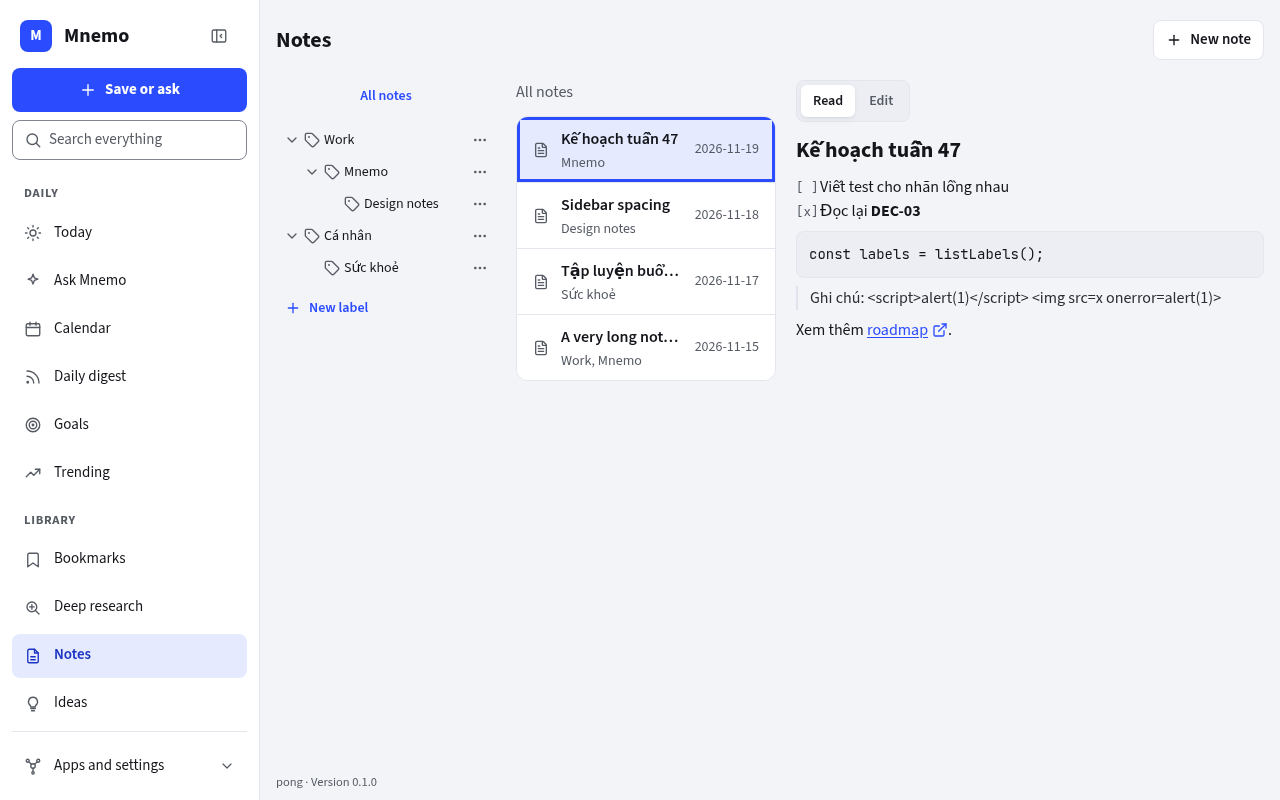 M Mnemo
Save or ask
Search everything
DAILY
Today
Ask Mnemo
Calendar
Daily digest
Goals
Trending
LIBRARY
Bookmarks
Deep research
Notes
Ideas
Apps and settings
Notes
New note
All notes
Work
Mnemo
Design notes
Cá nhân
Sức khoẻ
New label
All notes
Kế hoạch tuần 47
2026-11-19
Mnemo
Sidebar spacing
2026-11-18
Design notes
Tập luyện buổ…
2026-11-17
Sức khoẻ
A very long not…
2026-11-15
Work, Mnemo
Read Edit
Kế hoạch tuần 47
[ ] Viết test cho nhãn lồng nhau
[x] Đọc lại DEC-03
const labels = listLabels();
Ghi chú: <script>alert(1)</script> <img src=x onerror=alert(1)>
Xem thêm roadmap .
pong · Version 0.1.0